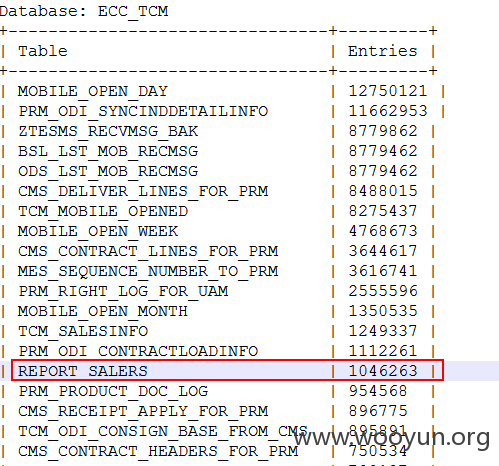 Database: ECC_TCM
+--------------------------------+---------+
| Table | Entries |
+--------------------------------+---------+
| MOBILE_OPEN_DAY | 12750121 |
| PRM_ODI_SYNCINDDETAILINFO | 11662953 |
| ZTESMS_RECVMSG_BAK | 8779862 |
| BSL_LST_MOB_RECMSG | 8779462 |
| ODS_LST_MOB_RECMSG | 8779462 |
| CMS_DELIVER_LINES_FOR_PRM | 8488015 |
| TCM_MOBILE_OPENED | 8275437 |
| MOBILE_OPEN_WEEK | 4768673 |
| CMS_CONTRACT_LINES_FOR_PRM | 3644617 |
| MES_SEQUENCE_NUMBER_TO_PRM | 3616741 |
| PRM_RIGHT_LOG_FOR_UAM | 2555596 |
| MOBILE_OPEN_MONTH | 1350535 |
| TCM_SALESINFO | 1249337 |
| PRM_ODI_CONTRACTLOADINFO | 1112261 |
| REPORT_SALERS | 1046263 |
| PRM_PRODUCT_DOC_LOG | 954568 |
| CMS_RECEIPT_APPLY_FOR_PRM | 896775 |
| TCM_ODI_CONSIGN_BASE_FROM_CMS | 895891 |
| CMS_CONTRACT_HEADERS_FOR_PRM | 750534 |
www.wooyun.org